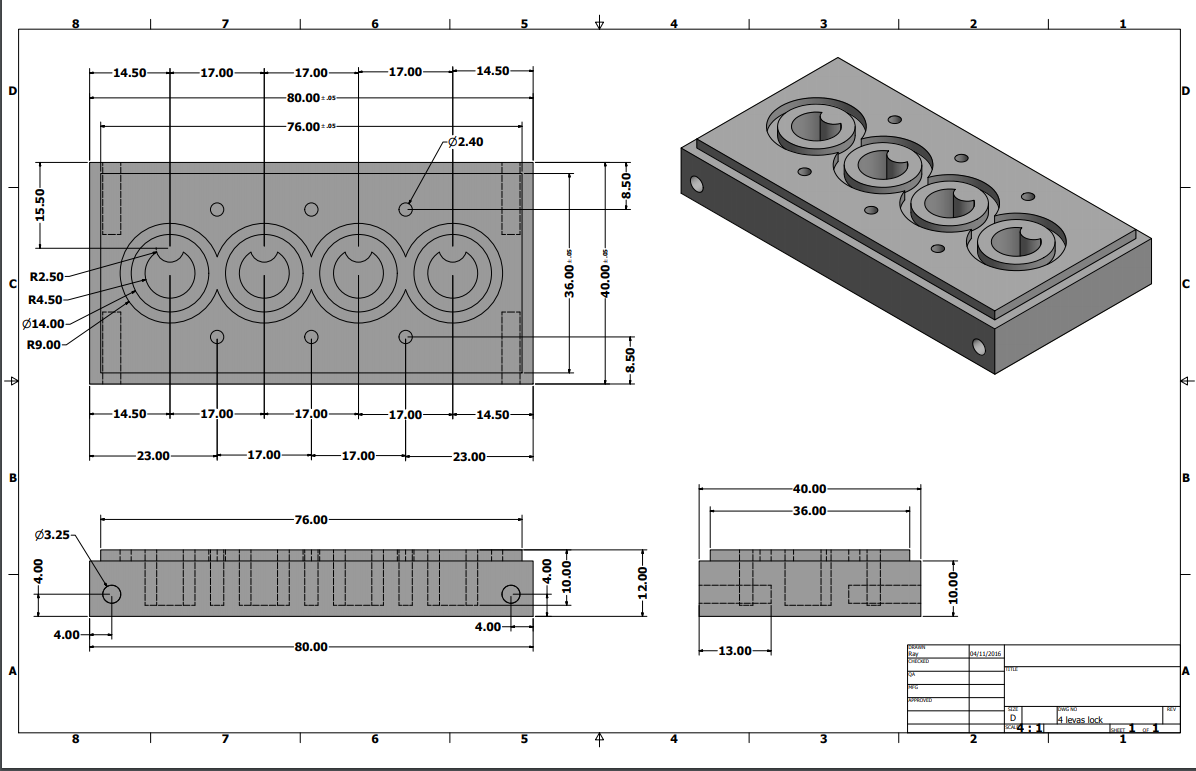 8 7 6 5 4 3 2 1
14.50 17.00 17.00 17.00 14.50
D D
80.00±.05
76.00±.05
Ø2.40
15.50
8.50
R2.50
R4.50
Ø14.00
R9.00
36.00±.05
40.00±.05
C C
8.50
14.50 17.00 17.00 17.00 14.50
23.00 17.00 17.00 23.00
B B
76.00
Ø3.25
4.00
4.00
10.00
12.00
4.00
4.00
80.00
40.00
36.00
10.00
13.00
A A
DRAWN
Ray 04/11/2016
CHECKED
QA
MFG
APPROVED
TITLE
SIZE
D
DWG NO
4 levas lock
REV
SCALE 4 : 1
SHEET 1 OF 1
8 7 6 5 4 3 2 1